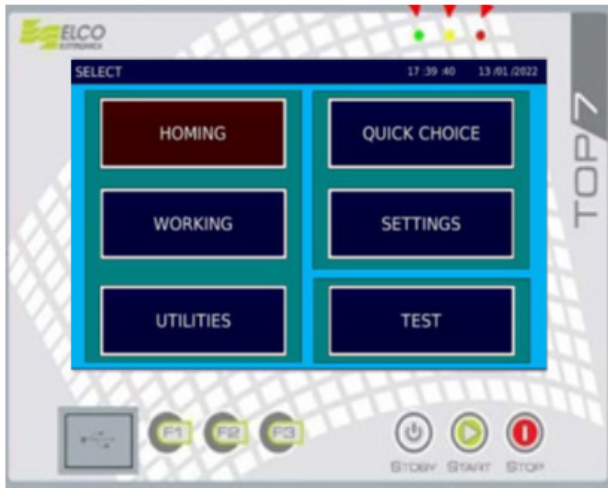 ELCO
ELETTRONICA
SELECT
17 :39 :40 13 /01 /2022
HOMING
QUICK CHOICE
WORKING
SETTINGS
UTILITIES
TEST
TOP7
F1
F2
F3
STDBY
START
STOP